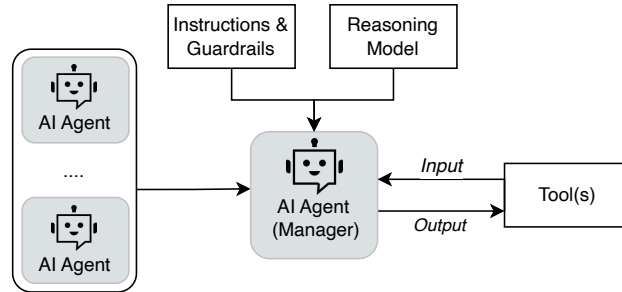 Instructions &
Guardrails
Reasoning
Model
AI Agent
....
AI Agent
AI Agent
(Manager)
Input
Output
Tool(s)